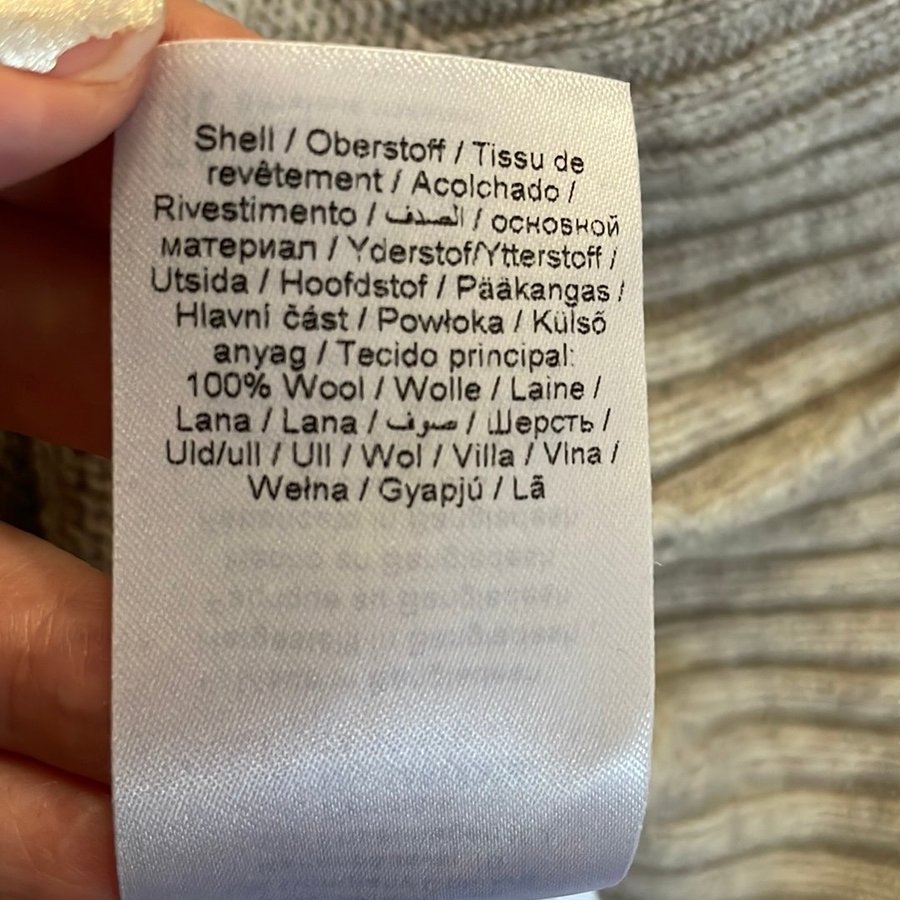 Shell / Oberstoff / Tissu de
revêtement / Acolchado /
Rivestimento / الصدف / основной
материал / Yderstof/Ytterstoff /
Utsida / Hoofdstof / Pääkangas /
Hlavní část / Powłoka / Külső
anyag / Tecido principal:
100% Wool / Wolle / Laine /
Lana / Lana / صوف / Шерсть /
Uld/ull / Ull / Wol / Villa / Vlna /
Wełna / Gyapjú / Lã